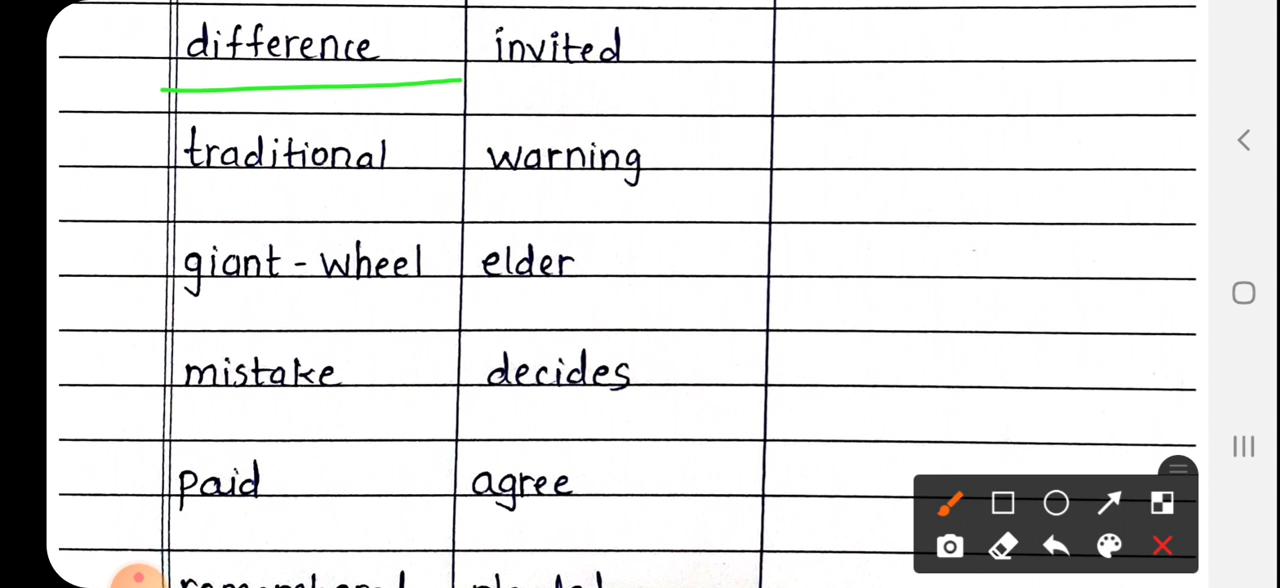 difference invited
traditional warning
giant - wheel elder
mistake decides
paid agree